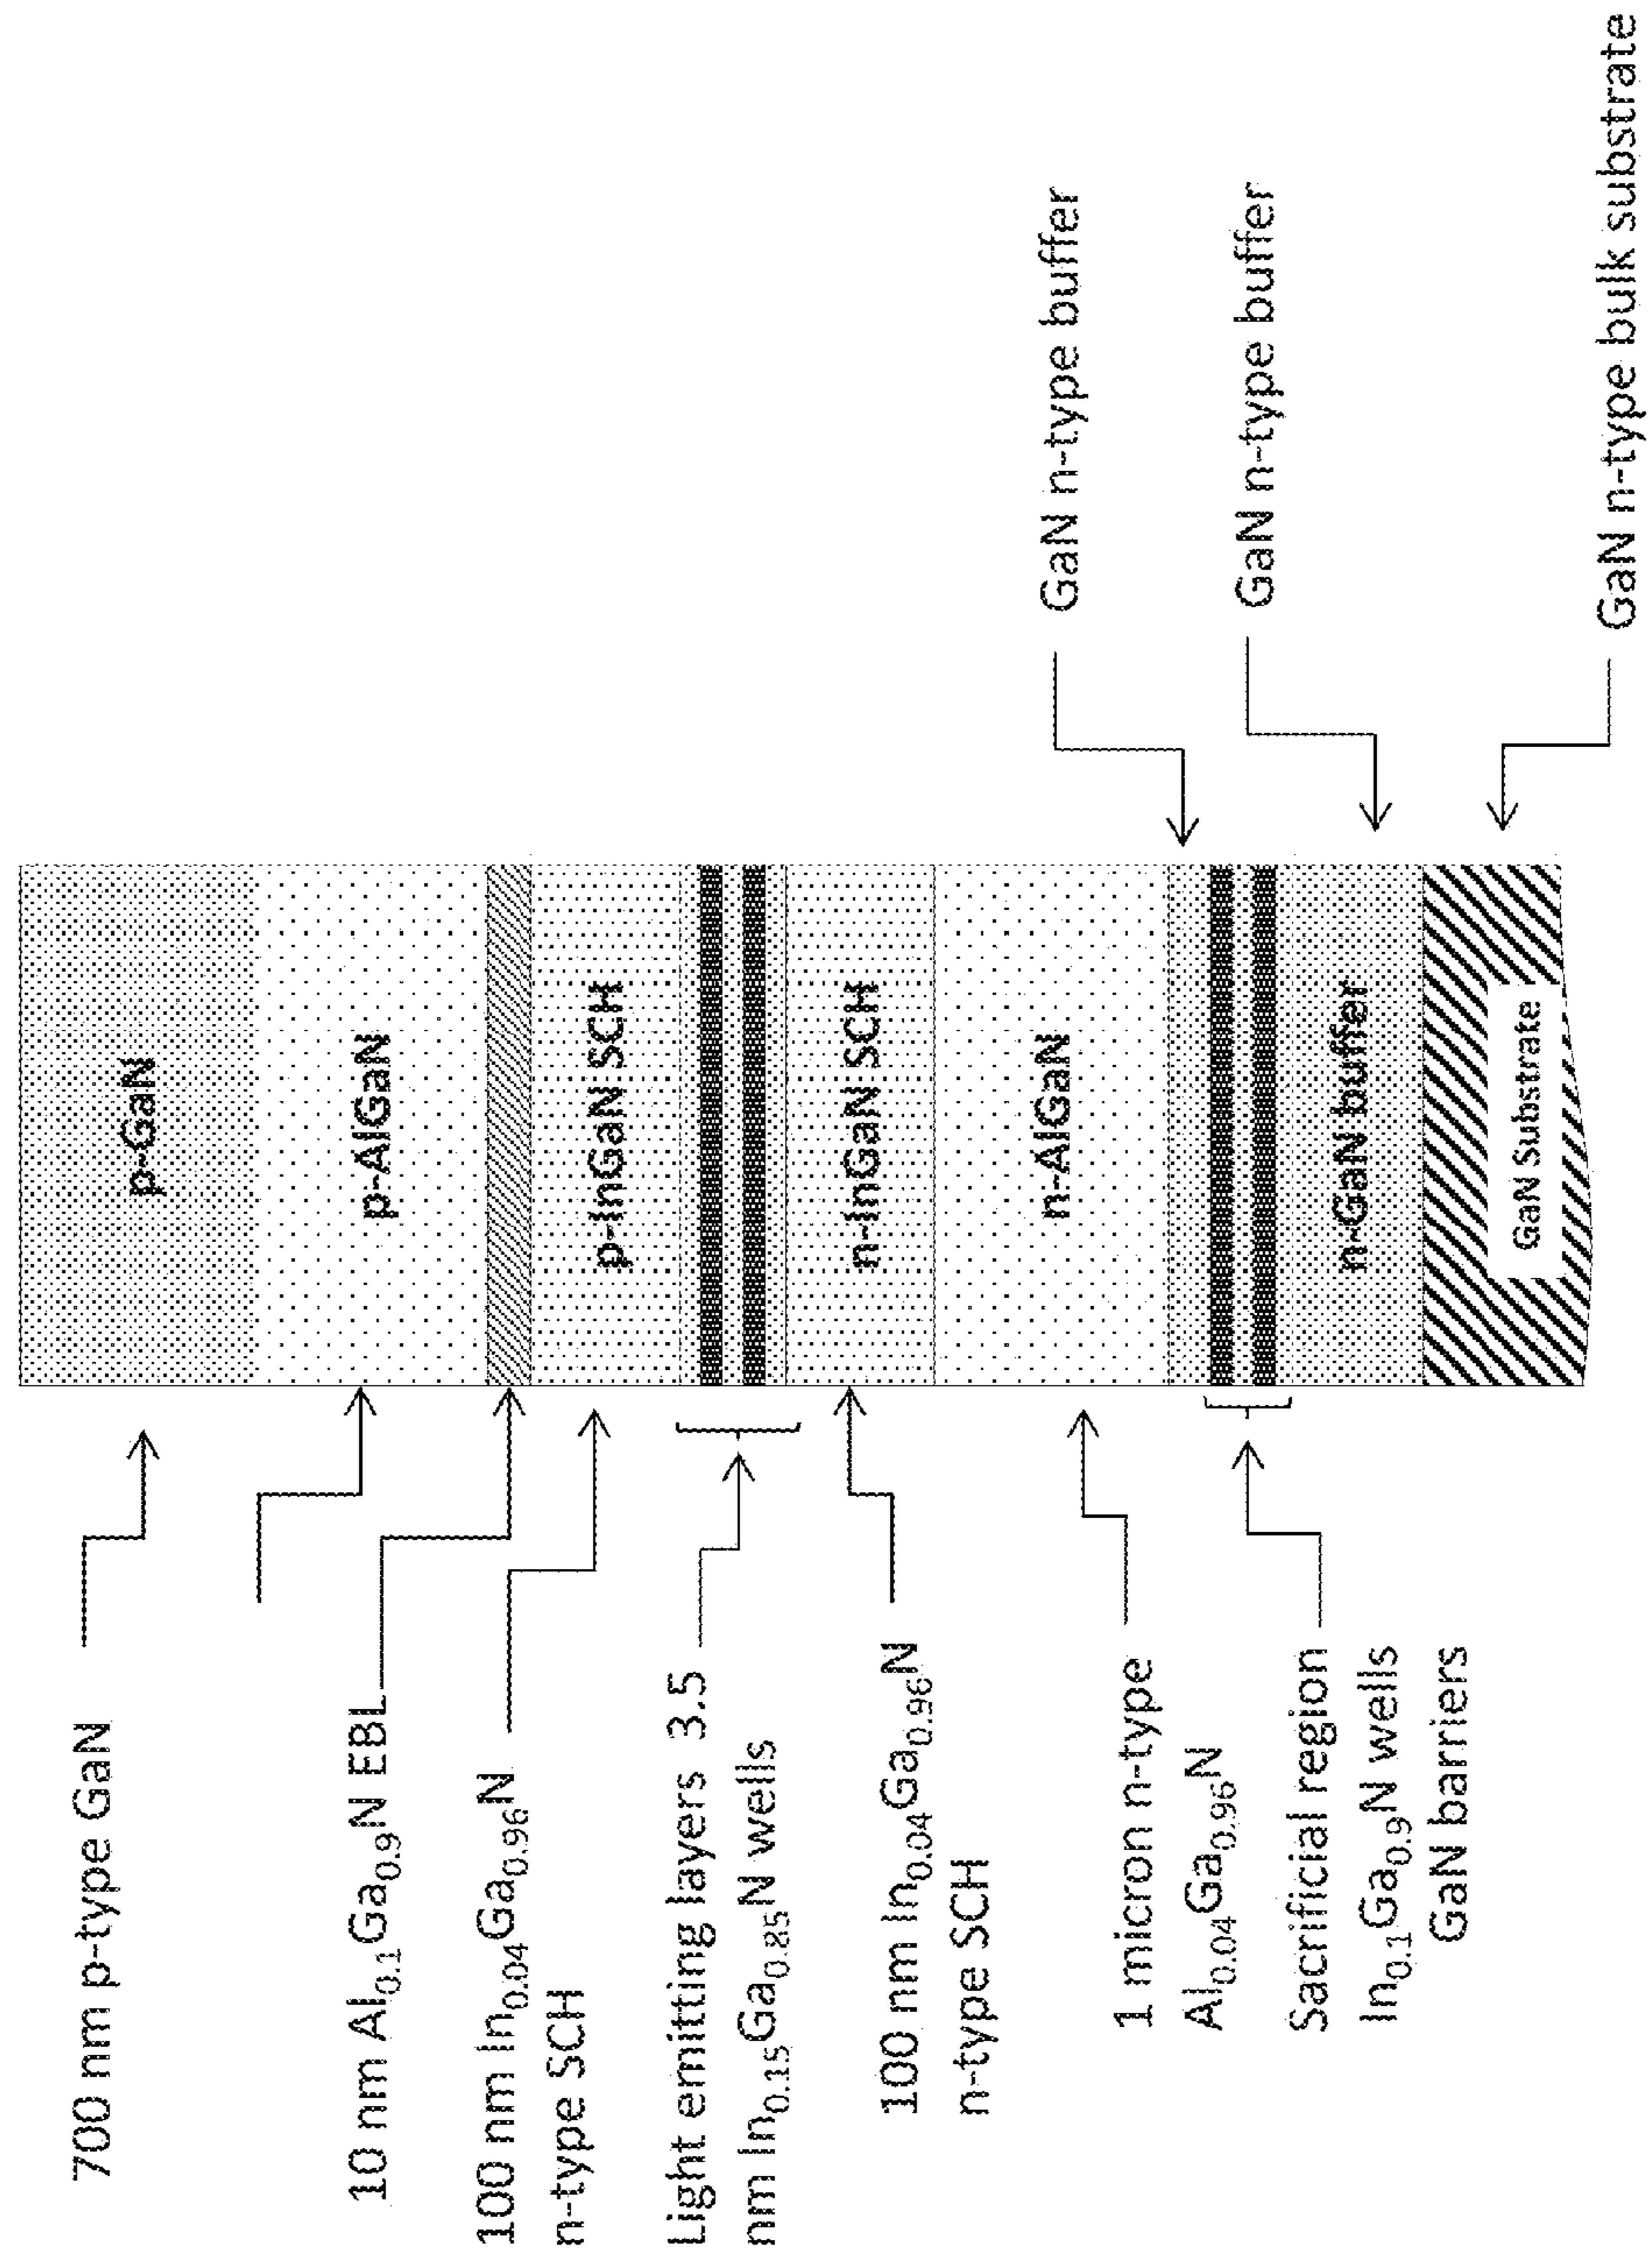 700 nm p-type GaN
10 nm Al0.1Ga0.9N EBL
100 nm In0.04Ga0.96N
n-type SCH
Light emitting layers 3.5
nm In0.15Ga0.85N wells
100 nm In0.04Ga0.96N
n-type SCH
1 micron n-type
Al0.04Ga0.96N
Sacrificial region
In0.1Ga0.9N wells
GaN barriers
p-GaN
p-AlGaN
p-InGaN SCH
n-InGaN SCH
n-AlGaN
n-GaN buffer
GaN Substrate
GaN n-type buffer
GaN n-type buffer
GaN n-type bulk substrate